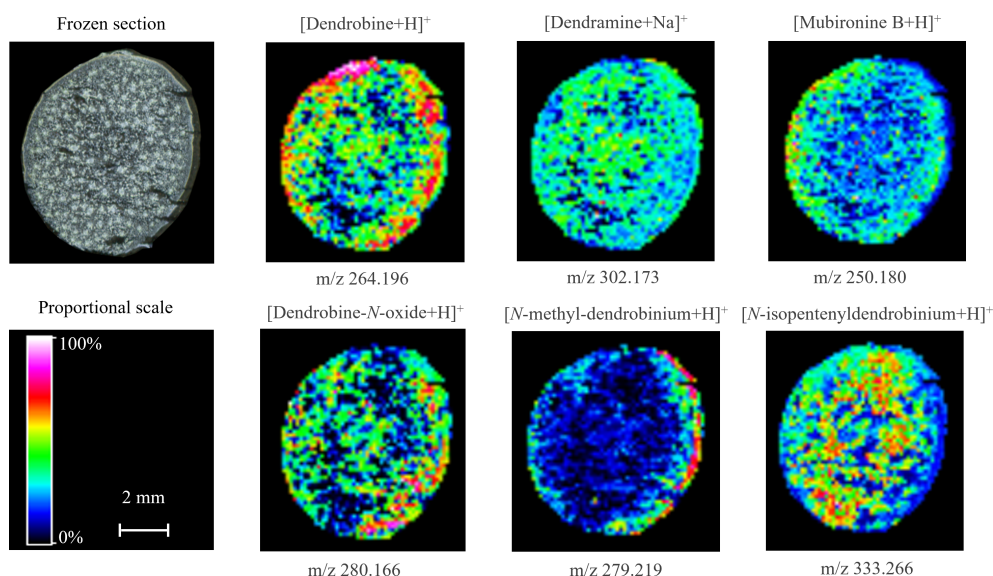 Frozen section
[Dendrobine+H]⁺
[Dendramine+Na]⁺
[Mubironine B+H]⁺
m/z 264.196
m/z 302.173
m/z 250.180
Proportional scale
[Dendrobine-N-oxide+H]⁺
[N-methyl-dendrobinium+H]⁺
[N-isopentenyldendrobinium+H]⁺
100%
2 mm
0%
m/z 280.166
m/z 279.219
m/z 333.266